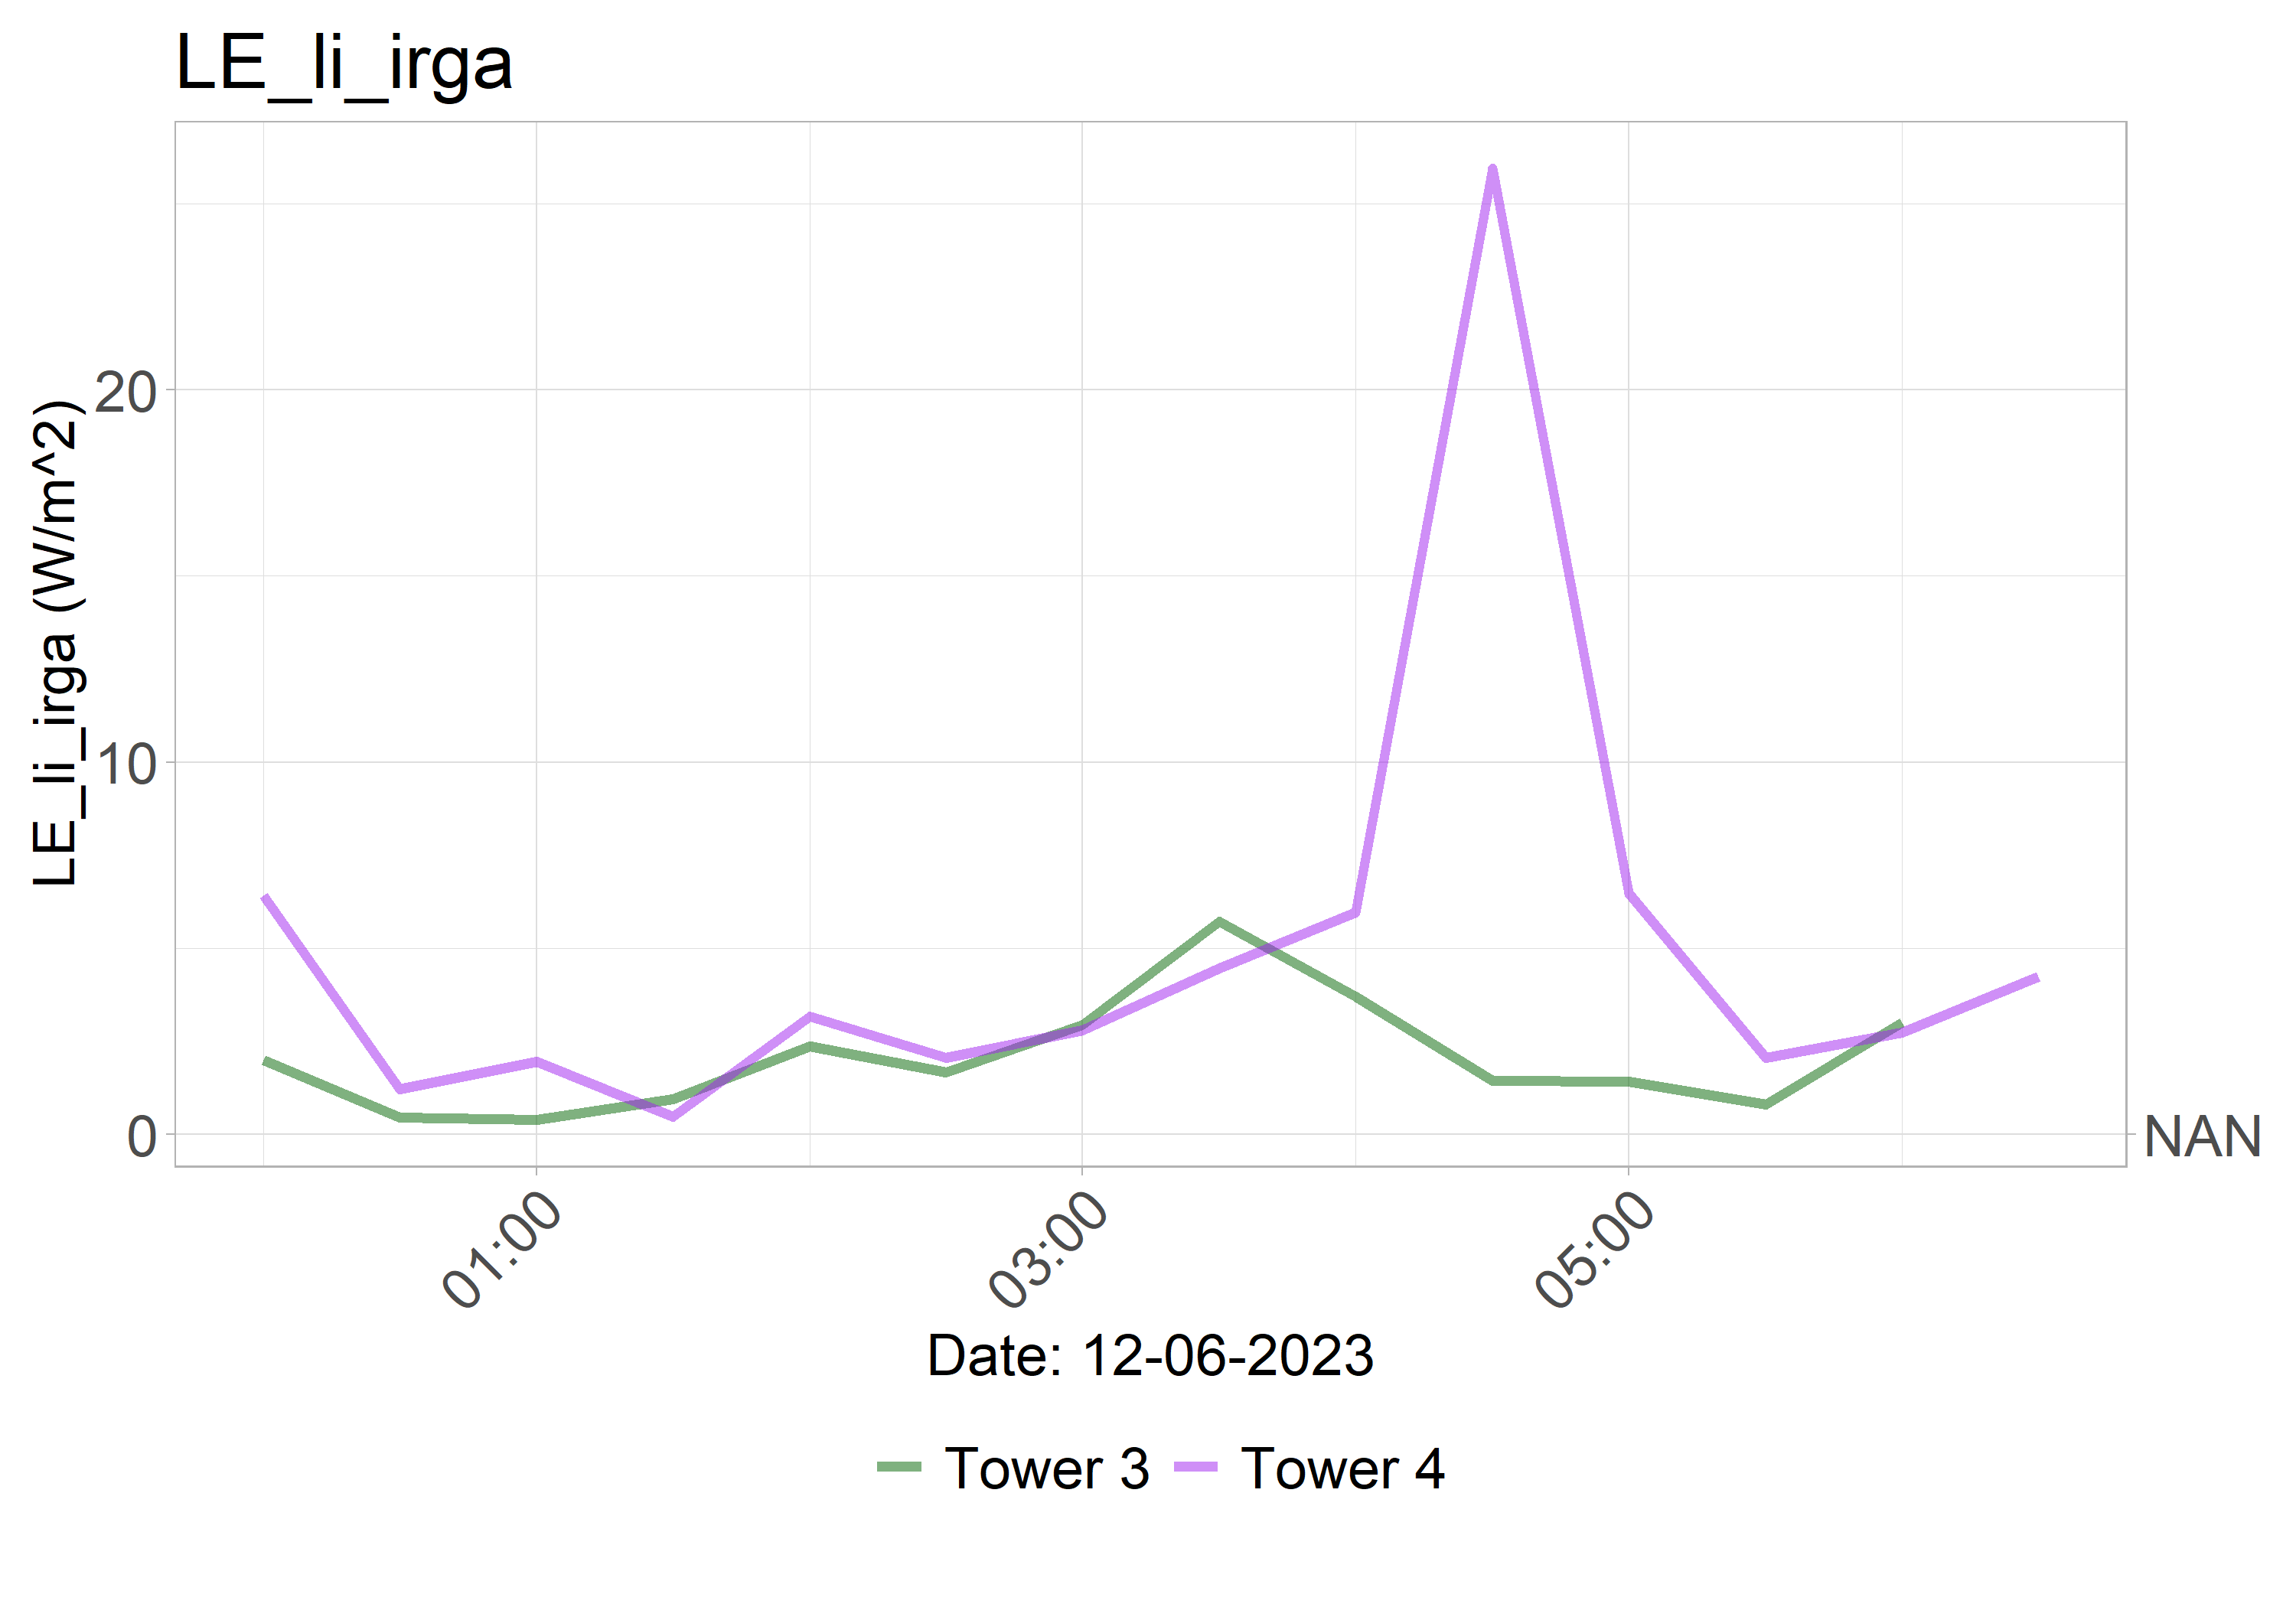 LE_li_irga
LE_li_irga (W/m^2)
20
10
0
NAN
01:00
03:00
05:00
Date: 12-06-2023
Tower 3
Tower 4